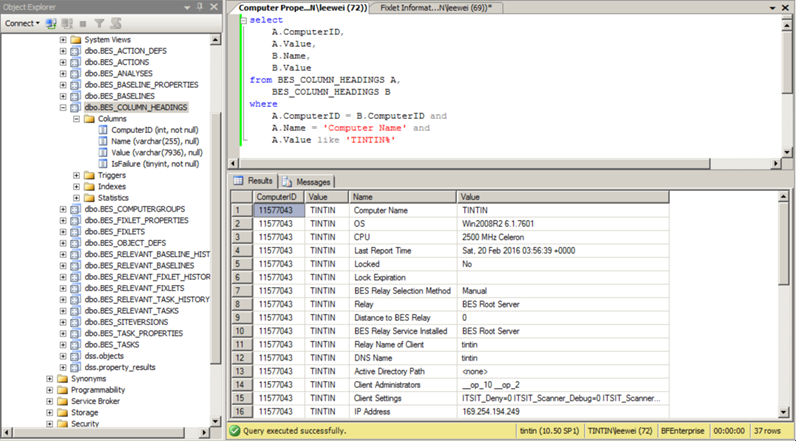 Object Explorer
Connect
System Views
dbo.BES_ACTION_DEFS
dbo.BES_ACTIONS
dbo.BES_ANALYSES
dbo.BES_BASELINE_PROPERTIES
dbo.BES_BASELINES
dbo.BES_COLUMN_HEADINGS
Columns
ComputerID (int, not null)
Name (varchar(255), null)
Value (varchar(7936), null)
IsFailure (tinyint, not null)
Triggers
Indexes
Statistics
dbo.BES_COMPUTERGROUPS
dbo.BES_FIXLET_PROPERTIES
dbo.BES_FIXLETS
dbo.BES_OBJECT_DEFS
dbo.BES_RELEVANT_BASELINE_HIST
dbo.BES_RELEVANT_BASELINES
dbo.BES_RELEVANT_FIXLET_HISTOR
dbo.BES_RELEVANT_FIXLETS
dbo.BES_RELEVANT_TASK_HISTORY
dbo.BES_RELEVANT_TASKS
dbo.BES_SITEVERSIONS
dbo.BES_TASK_PROPERTIES
dbo.BES_TASKS
dss.objects
dss.property_results
Synonyms
Programmability
Service Broker
Storage
Security
Computer Prope...N\leewei (72)) Fixlet Informat...N\leewei (69))*
select
A.ComputerID,
A.Value,
B.Name,
B.Value
from BES_COLUMN_HEADINGS A,
BES_COLUMN_HEADINGS B
where
A.ComputerID = B.ComputerID and
A.Name = 'Computer Name' and
A.Value like 'TINTIN%'
Results Messages
ComputerID Value Name Value
1 11577043 TINTIN Computer Name TINTIN
2 11577043 TINTIN OS Win2008R2 6.1.7601
3 11577043 TINTIN CPU 2500 MHz Celeron
4 11577043 TINTIN Last Report Time Sat, 20 Feb 2016 03:56:39 +0000
5 11577043 TINTIN Locked No
6 11577043 TINTIN Lock Expiration
7 11577043 TINTIN BES Relay Selection Method Manual
8 11577043 TINTIN Relay BES Root Server
9 11577043 TINTIN Distance to BES Relay 0
10 11577043 TINTIN BES Relay Service Installed BES Root Server
11 11577043 TINTIN Relay Name of Client tintin
12 11577043 TINTIN DNS Name tintin
13 11577043 TINTIN Active Directory Path <none>
14 11577043 TINTIN Client Administrators __op_10 __op_2
15 11577043 TINTIN Client Settings ITSIT_Deny=0 ITSIT_Scanner_Debug=0 ITSIT_Scanner...
16 11577043 TINTIN IP Address 169.254.194.249
Query executed successfully. tintin (10.50 SP1) TINTIN\leewei (72) BFEnterprise 00:00:00 37 rows